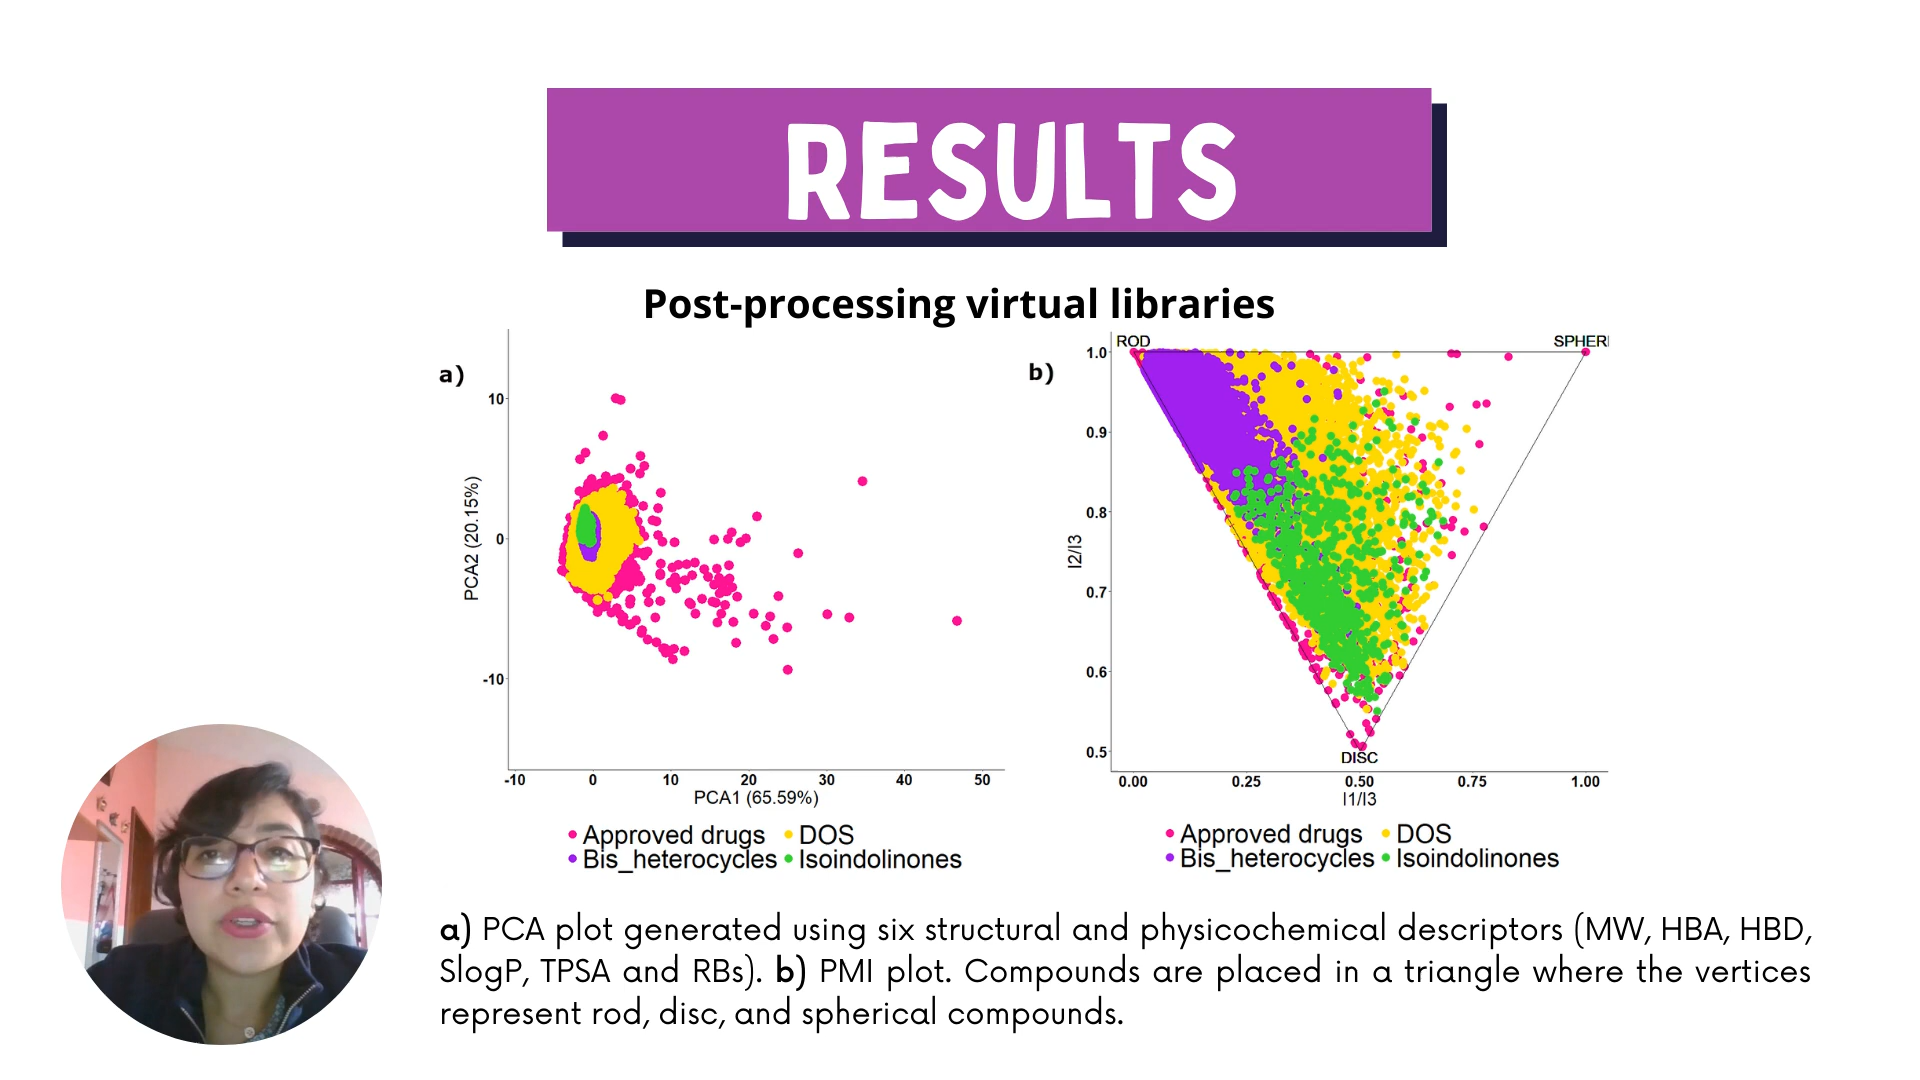 RESULTS
Post-processing virtual libraries
a)
10
0
-10
PCA2 (20.15%)
-10 0 10 20 30 40 50
PCA1 (65.59%)
Approved drugs DOS
Bis_heterocycles Isoindolinones
b)
ROD SPHERI
1.0
0.9
0.8
0.7
0.6
0.5
I2/I3
DISC
0.00 0.25 0.50 0.75 1.00
I1/I3
Approved drugs DOS
Bis_heterocycles Isoindolinones
a) PCA plot generated using six structural and physicochemical descriptors (MW, HBA, HBD,
SlogP, TPSA and RBs). b) PMI plot. Compounds are placed in a triangle where the vertices
represent rod, disc, and spherical compounds.